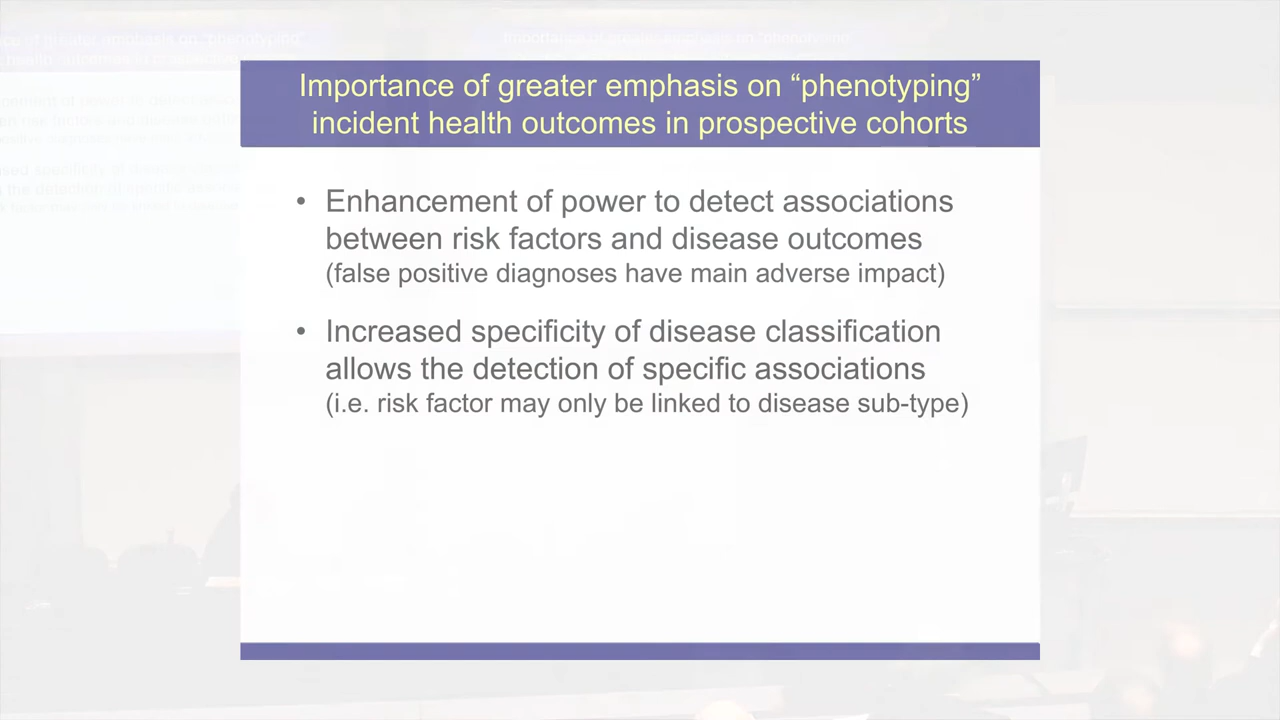 Importance of greater emphasis on “phenotyping”
incident health outcomes in prospective cohorts
• Enhancement of power to detect associations
between risk factors and disease outcomes
(false positive diagnoses have main adverse impact)
• Increased specificity of disease classification
allows the detection of specific associations
(i.e. risk factor may only be linked to disease sub-type)